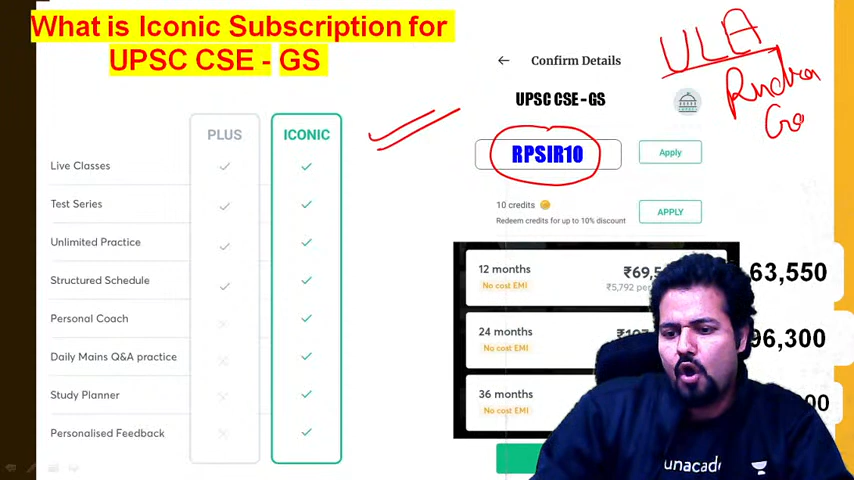 What is Iconic Subscription for
UPSC CSE - GS
PLUS
ICONIC
Live Classes
Test Series
Unlimited Practice
Structured Schedule
Personal Coach
Daily Mains Q&A practice
Study Planner
Personalised Feedback
← Confirm Details
UPSC CSE - GS
RPSIR10
Apply
10 credits
Redeem credits for up to 10% discount
APPLY
12 months
No cost EMI
63,550
24 months
No cost EMI
96,300
36 months
No cost EMI
ULE
Rudra